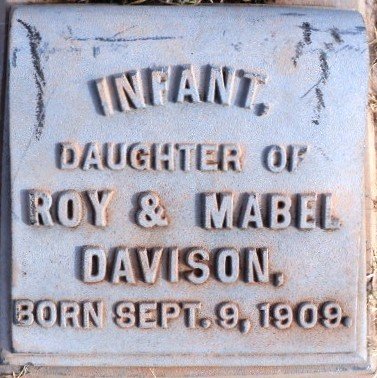 INFANT.
DAUGHTER OF
ROY & MABEL
DAVISON,
BORN SEPT. 9, 1909.